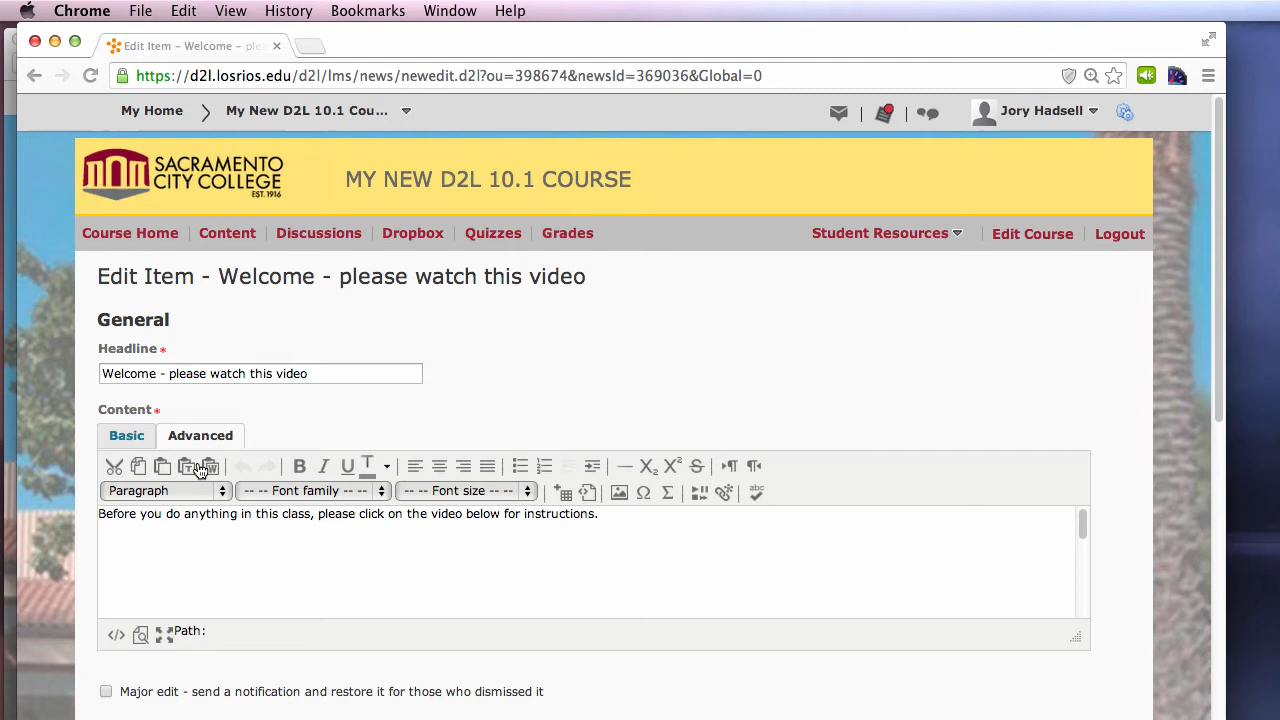 Chrome File Edit View History Bookmarks Window Help
Edit Item – Welcome – ple
https://d2l.losrios.edu/d2l/lms/news/newedit.d2l?ou=398674&newsId=369036&Global=0
My Home My New D2L 10.1 Cou... Jory Hadsell
SACRAMENTO
CITY COLLEGE
EST. 1916
MY NEW D2L 10.1 COURSE
Course Home Content Discussions Dropbox Quizzes Grades Student Resources Edit Course Logout
Edit Item - Welcome - please watch this video
General
Headline *
Welcome - please watch this video
Content *
Basic Advanced
Paragraph -- Font family -- -- Font size --
Before you do anything in this class, please click on the video below for instructions.
Path:
Major edit - send a notification and restore it for those who dismissed it